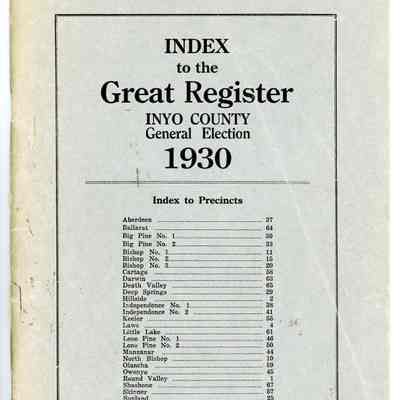 INDEX
to the
Great Register
INYO COUNTY
General Election
1930
Index to Precincts
Aberdeen 37
Ballarat 64
Big Pine No. 1 30
Big Pine No. 2 33
Bishop No. 1 11
Bishop No. 2 15
Bishop No. 3 20
Cartago 58
Darwin 63
Death Valley 65
Deep Springs 29
Hillside 2
Independence No. 1 38
Independence No. 2 41
Keeler 55
Laws 4
Little Lake 61
Lone Pine No. 1 46
Lone Pine No. 2 50
Manzanar 44
North Bishop 10
Olancha 59
Owenyo 45
Round Valley 1
Shoshone 67
Skinner 57
Sunland 25